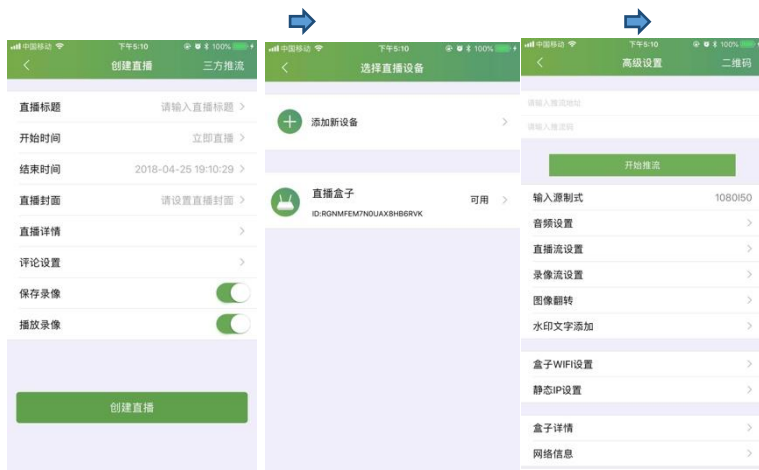 中国移动 下午5:10 100%
创建直播 三方推流
直播标题 请输入直播标题
开始时间 立即直播
结束时间 2018-04-25 19:10:29
直播封面 请设置直播封面
直播详情
评论设置
保存录像
播放录像
创建直播
中国移动 下午5:10 100%
选择直播设备
添加新设备
直播盒子 可用
ID:RGNMFEM7N0UAX8HB6RVK
中国移动 下午5:10 100%
高级设置 二维码
请输入推流地址
请输入推流码
开始推流
输入源制式 1080I50
音频设置
直播流设置
录像流设置
图像翻转
水印文字添加
盒子WIFI设置
静态IP设置
盒子详情
网络信息